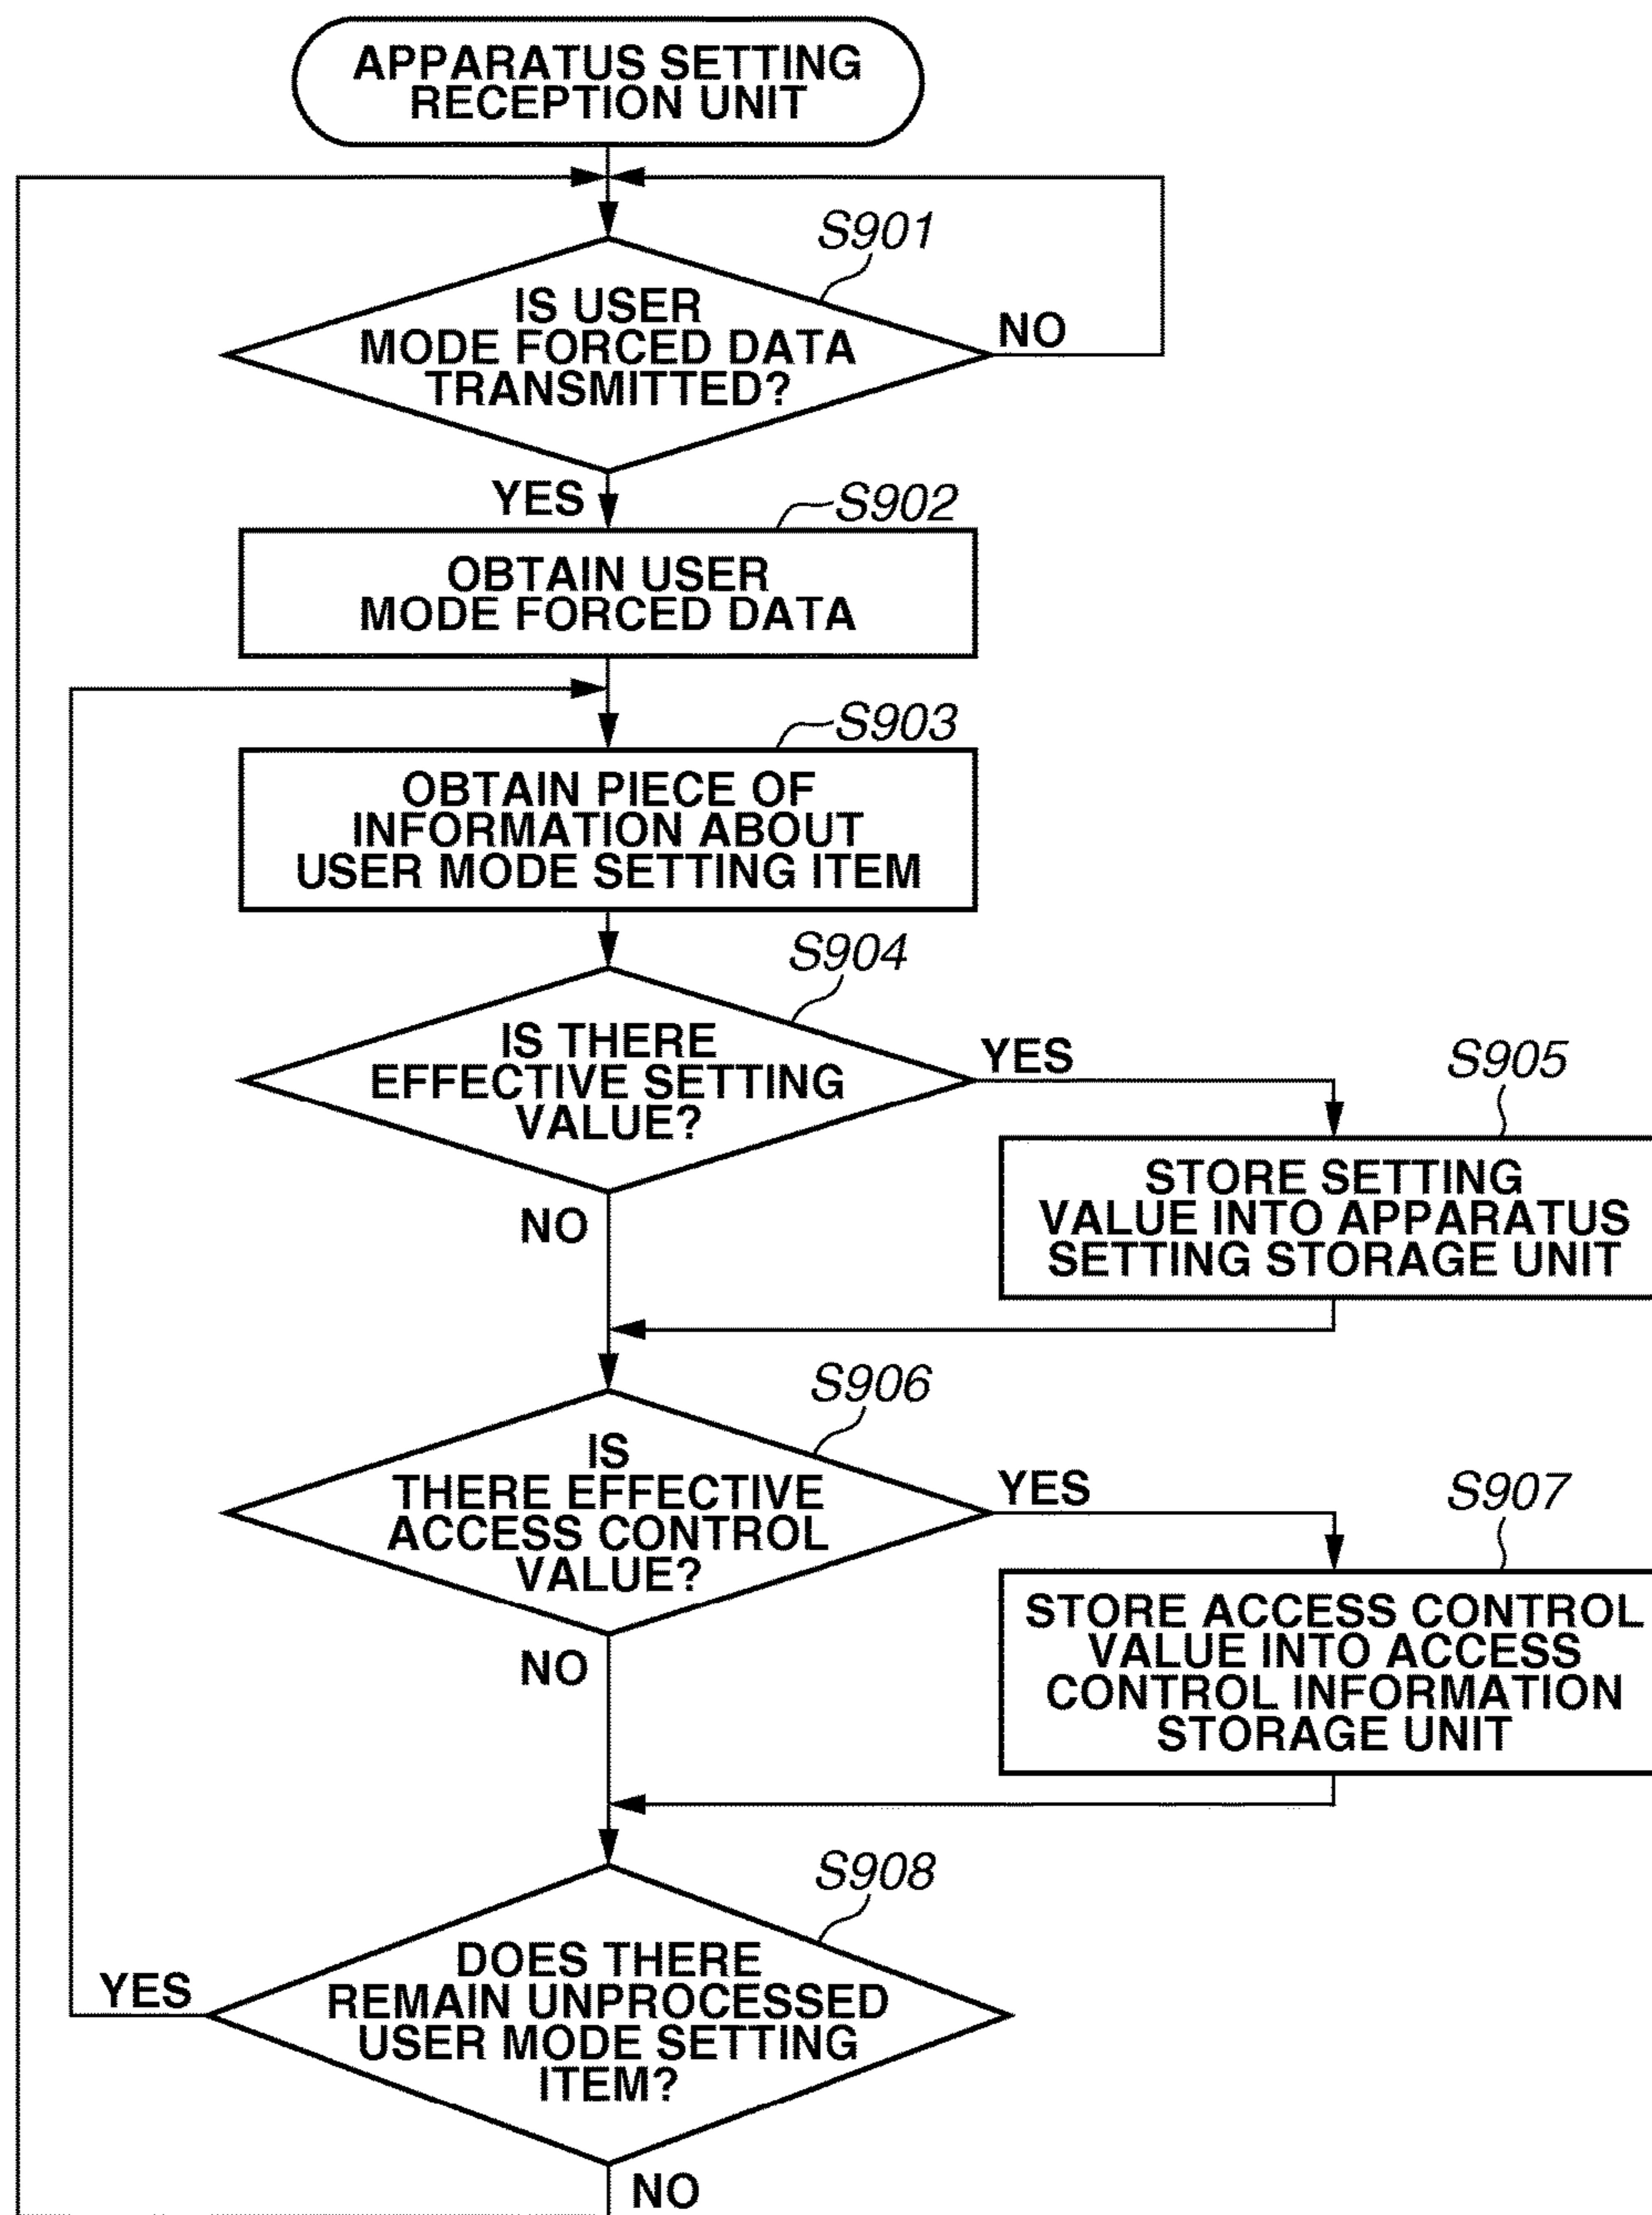 APPARATUS SETTING
RECEPTION UNIT
S901
IS USER
MODE FORCED DATA
TRANSMITTED?
NO
YES
S902
OBTAIN USER
MODE FORCED DATA
S903
OBTAIN PIECE OF
INFORMATION ABOUT
USER MODE SETTING ITEM
S904
IS THERE
EFFECTIVE SETTING
VALUE?
YES
NO
S905
STORE SETTING
VALUE INTO APPARATUS
SETTING STORAGE UNIT
S906
IS
THERE EFFECTIVE
ACCESS CONTROL
VALUE?
YES
NO
S907
STORE ACCESS CONTROL
VALUE INTO ACCESS
CONTROL INFORMATION
STORAGE UNIT
S908
DOES THERE
REMAIN UNPROCESSED
USER MODE SETTING
ITEM?
YES
NO